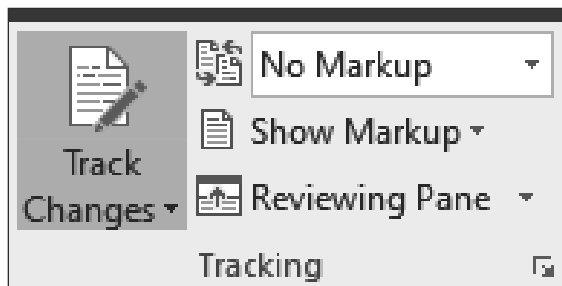 No Markup
Show Markup
Track
Changes
Reviewing Pane
Tracking